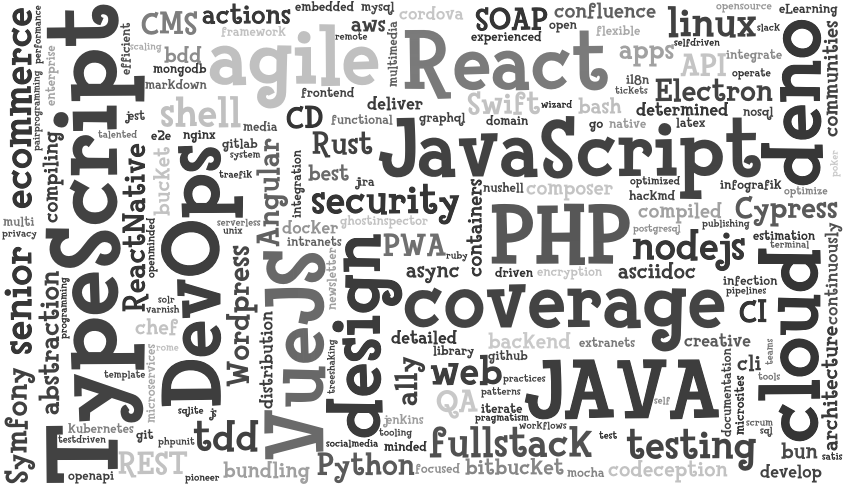 embedded
mysql
cordova
SOAP
confluence
opensource
eLearning
ecommerce
performance
TypeScript
efficient
CMS
actions
aws
experienced
open
flexible
linux
slack
communities
framework
remote
multimedia
React
selfdriven
scaling
bdd
agile
apps
API
integrate
deno
mongodb
operate
enterprise
markdown
frontend
i18n
tickets
Electron
pairprogramming
shell
deliver
Swift
wizard
bash
determined
nosql
jest
media
CD
functional
graphql
domain
go
native
latex
talented
e2e
nginx
Rust
JavaScript
compiling
gitlab
system
Angular
integration
poker
ReactNative
bucket
DevOps
traefik
best
jira
security
nushell
composer
optimized
infografik
optimize
hackmd
containers
PHP
compiled
Cypress
multi
privacy
serverless
unix
docker
ghostinspector
postgresql
publishing
intranets
PWA
ruby
nodejs
estimation
terminal
openminded
Symfony
senior
abstraction
programming
Wordpress
VueJS
newsletter
design
async
driven
encryption
asciidoc
cloud
continuously
infection
pipelines
solr
varnish
distribution
coverage
CI
chef
detailed
backend
extranets
creative
architecture
microservices
rome
library
github
teams
template
treeshaking
a11y
web
practices
JAVA
documentation
microsites
cli
tools
patterns
self
sqlite
js
QA
iterate
pragmatism
scrum
sql
kubernetes
testdriven
git
phpunit
tdd
jenkins
tooling
workflows
socialmedia
minded
fullstack
test
testing
bun
satis
openapi
REST
pioneer
bundling
Python
focused
bitbucket
mocha
codeception
develop